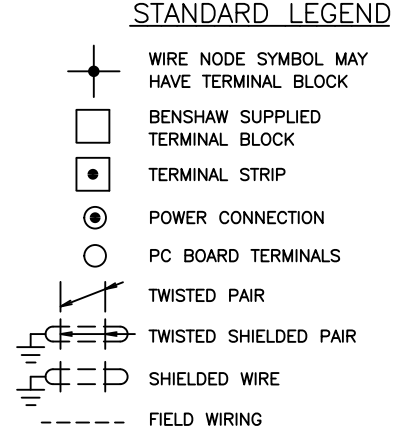 STANDARD LEGEND
WIRE NODE SYMBOL MAY
HAVE TERMINAL BLOCK
BENSHAW SUPPLIED
TERMINAL BLOCK
TERMINAL STRIP
POWER CONNECTION
PC BOARD TERMINALS
TWISTED PAIR
TWISTED SHIELDED PAIR
SHIELDED WIRE
FIELD WIRING